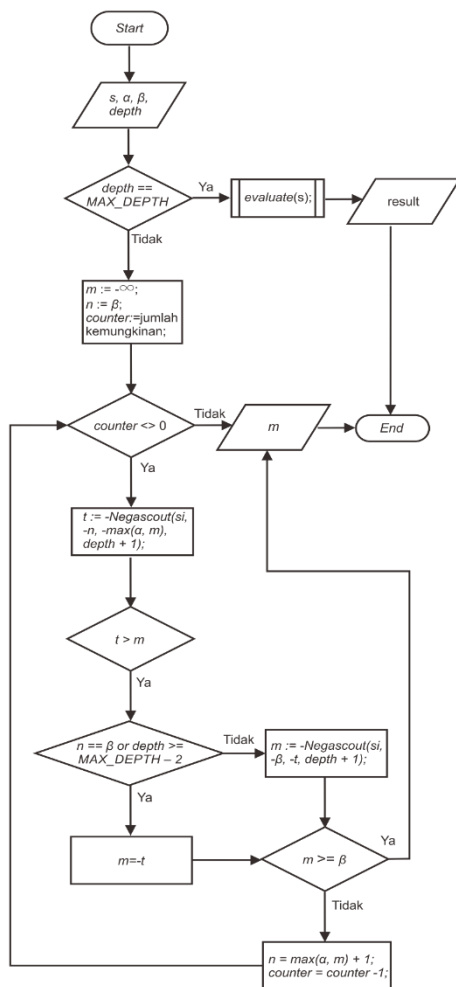 Start
s, α, β,
depth
depth ==
MAX_DEPTH
Ya
evaluate(s);
result
Tidak
m := -∞;
n := β;
counter:=jumlah
kemungkinan;
counter <> 0
Tidak
m
End
Ya
t := -Negascout(si,
-n, -max(α, m),
depth + 1);
t > m
Ya
n == β or depth >=
MAX_DEPTH – 2
Tidak
m := -Negascout(si,
-β, -t, depth + 1);
Ya
m=-t
m >= β
Ya
Tidak
n = max(α, m) + 1;
counter = counter -1;